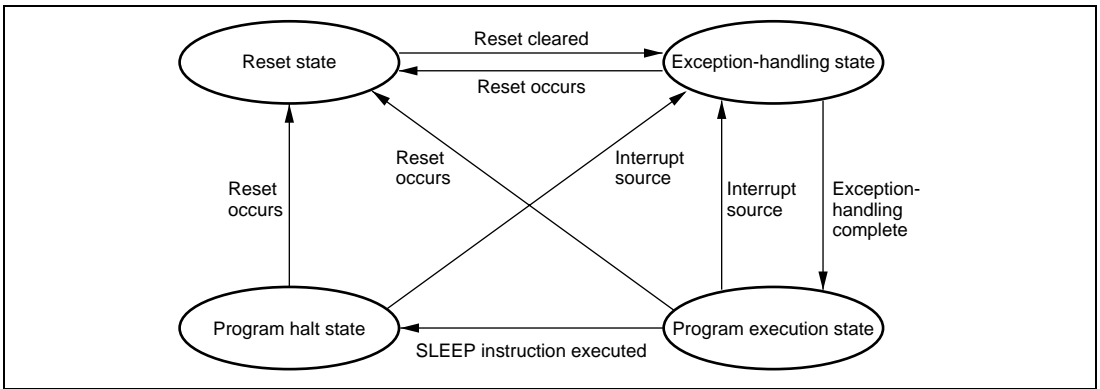 Reset cleared
Reset state
Exception-handling state
Reset occurs
Reset
occurs
Interrupt
source
Reset
occurs
Interrupt
source
Exception-
handling
complete
Program halt state
Program execution state
SLEEP instruction executed